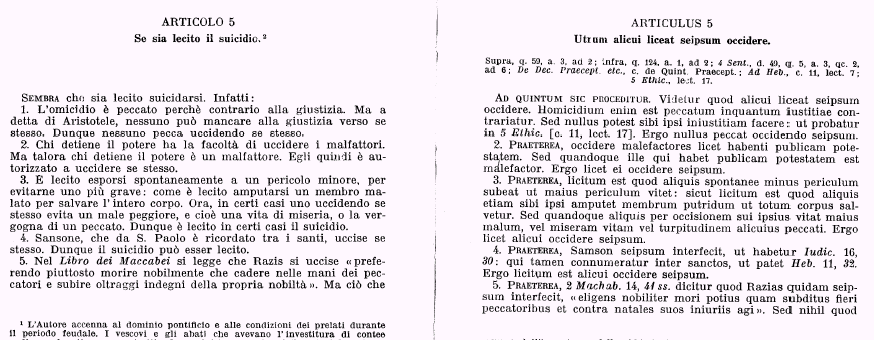 ARTICOLO 5
Se sia lecito il suicidio.²
SEMBRA che sia lecito suicidarsi. Infatti:
1. L'omicidio è peccato perchè contrario alla giustizia. Ma a
detta di Aristotele, nessuno può mancare alla giustizia verso se
stesso. Dunque nessuno pecca uccidendo se stesso.
2. Chi detiene il potere ha la facoltà di uccidere i malfattori.
Ma talora chi detiene il potere è un malfattore. Egli quindi è au-
torizzato a uccidere se stesso.
3. E lecito esporsi spontaneamente a un pericolo minore, per
evitarne uno più grave: come è lecito amputarsi un membro ma-
lato per salvare l'intero corpo. Ora, in certi casi uno uccidendo se
stesso evita un male peggiore, e cioè una vita di miseria, o la ver-
gogna di un peccato. Dunque è lecito in certi casi il suicidio.
4. Sansone, che da S. Paolo è ricordato tra i santi, uccise se
stesso. Dunque il suicidio può esser lecito.
5. Nel Libro dei Maccabei si legge che Razis si uccise «prefe-
rendo piuttosto morire nobilmente che cadere nelle mani dei pec-
catori e subire oltraggi indegni della propria nobiltà». Ma ciò che
¹ L'Autore accenna al dominio pontificio e alle condizioni dei prelati durante
il periodo feudale. I vescovi e gli abati che avevano l'investitura di contee
ARTICULUS 5
Utrum alicui liceat seipsum occidere.
Supra, q. 59, a. 3, ad 2; infra, q. 124, a. 1, ad 2; 4 Sent., d. 49, q. 5, a. 3, qc. 2,
ad 6; De Dec. Praecept. etc., c. de Quint. Praecept.; Ad Heb., c. 11, lect. 7;
5 Ethic., lect. 17.
AD QUINTUM SIC PROCEDITUR. Videtur quod alicui liceat seipsum
occidere. Homicidium enim est peccatum inquantum iustitiae con-
trariatur. Sed nullus potest sibi ipsi iniustitiam facere: ut probatur
in 5 Ethic. [c. 11, lect. 17]. Ergo nullus peccat occidendo seipsum.
2. PRAETEREA, occidere malefactores licet habenti publicam pote-
statem. Sed quandoque ille qui habet publicam potestatem est
malefactor. Ergo licet ei occidere seipsum.
3. PRAETEREA, licitum est quod aliquis spontanee minus periculum
subeat ut maius periculum vitet: sicut licitum est quod aliquis
etiam sibi ipsi amputet membrum putridum ut totum corpus sal-
vetur. Sed quandoque aliquis per occisionem sui ipsius vitat maius
malum, vel miseram vitam vel turpitudinem alicuius peccati. Ergo
licet alicui occidere seipsum.
4. PRAETEREA, Samson seipsum interfecit, ut habetur Iudic. 16,
30: qui tamen connumeratur inter sanctos, ut patet Heb. 11, 32.
Ergo licitum est alicui occidere seipsum.
5. PRAETEREA, 2 Machab. 14, 41 ss. dicitur quod Razias quidam seip-
sum interfecit, «eligens nobiliter mori potius quam subditus fieri
peccatoribus et contra natales suos iniuriis agi». Sed nihil quod